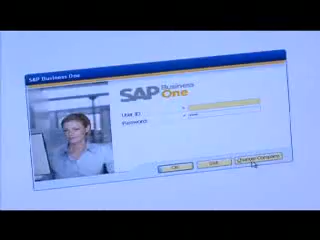 SAP Business One
SAP Business One
User ID
Password
OK
Exit
Change Company